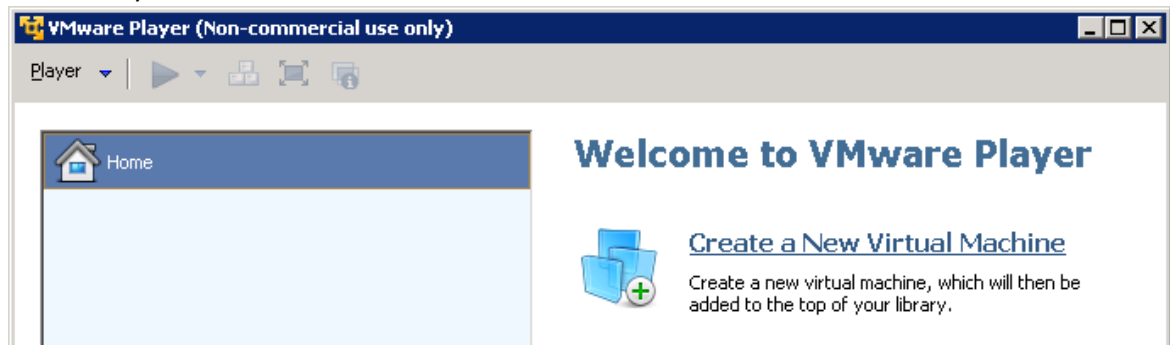 VMware Player (Non-commercial use only)
Player
Home
Welcome to VMware Player
Create a New Virtual Machine
Create a new virtual machine, which will then be
added to the top of your library.